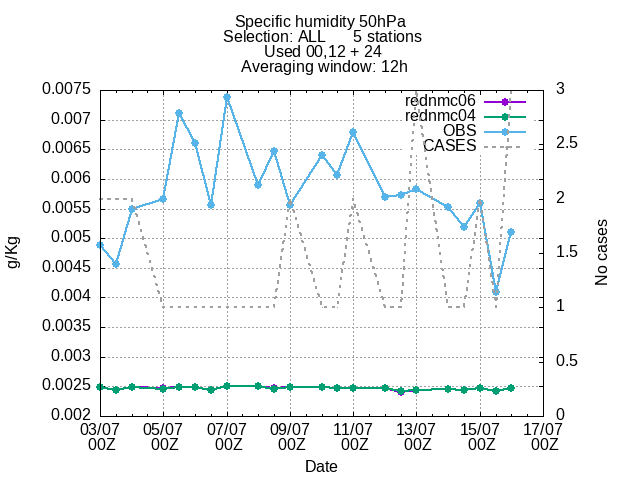 Specific humidity 50hPa
Selection: ALL 5 stations
Used 00,12 + 24
Averaging window: 12h
rednmc06
rednmc04
OBS
CASES
0.0075
0.007
0.0065
0.006
0.0055
0.005
0.0045
0.004
0.0035
0.003
0.0025
0.002
g/Kg
3
2.5
2
1.5
1
0.5
0
No cases
03/07 05/07 07/07 09/07 11/07 13/07 15/07 17/07
00Z 00Z 00Z 00Z 00Z 00Z 00Z 00Z
Date